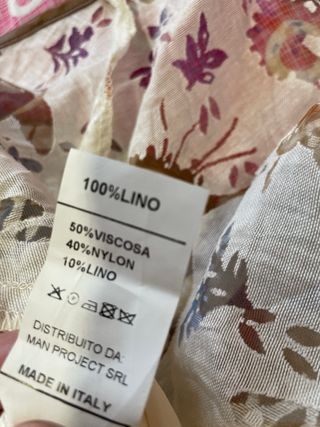 100%LINO
50%VISCOSA
40%NYLON
10%LINO
DISTRIBUITO DA:
MAN PROJECT SRL
MADE IN ITALY